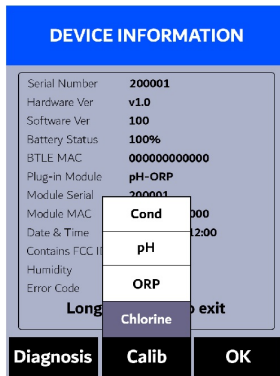 DEVICE INFORMATION
Serial Number 200001
Hardware Ver v1.0
Software Ver 100
Battery Status 100%
BTLE MAC 000000000000
Plug-in Module pH-ORP
Module Serial 200001
Module MAC 000
Date & Time 12:00
Contains FCC
Humidity
Error Code
Long o exit
Cond
pH
ORP
Chlorine
Diagnosis Calib OK